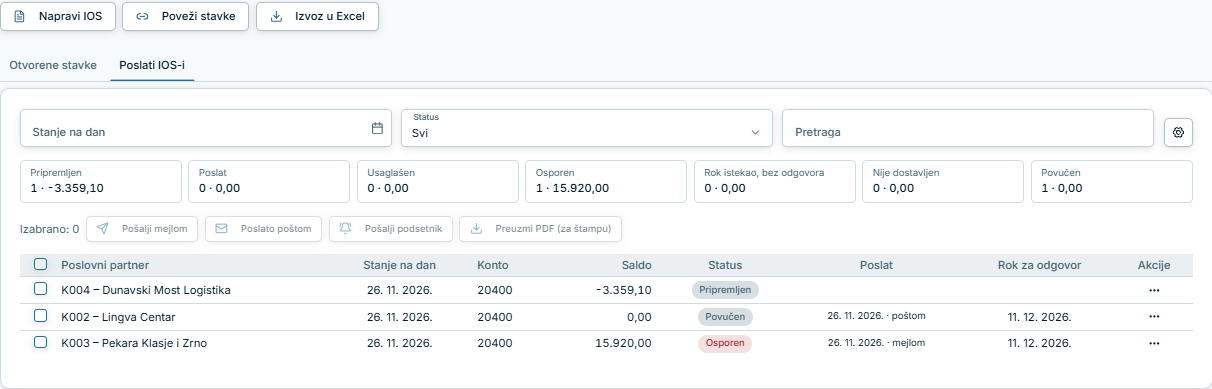 Napravi IOS Poveži stavke Izvoz u Excel
Otvorene stavke Poslati IOS-i
Stanje na dan Status Svi Pretraga
Pripremljen Poslat Usaglašen Osporen Rok istekao, bez odgovora Nije dostavljen Povučen
1 · -3.359,10 0 · 0,00 0 · 0,00 1 · 15.920,00 0 · 0,00 0 · 0,00 1 · 0,00
Izabrano: 0 Pošalji mejlom Poslato poštom Pošalji podsetnik Preuzmi PDF (za štampu)
Poslovni partner Stanje na dan Konto Saldo Status Poslat Rok za odgovor Akcije
K004 – Dunavski Most Logistika 26. 11. 2026. 20400 -3.359,10 Pripremljen
K002 – Lingva Centar 26. 11. 2026. 20400 0,00 Povučen 26. 11. 2026. · poštom 11. 12. 2026.
K003 – Pekara Klasje i Zrno 26. 11. 2026. 20400 15.920,00 Osporen 26. 11. 2026. · mejlom 11. 12. 2026.